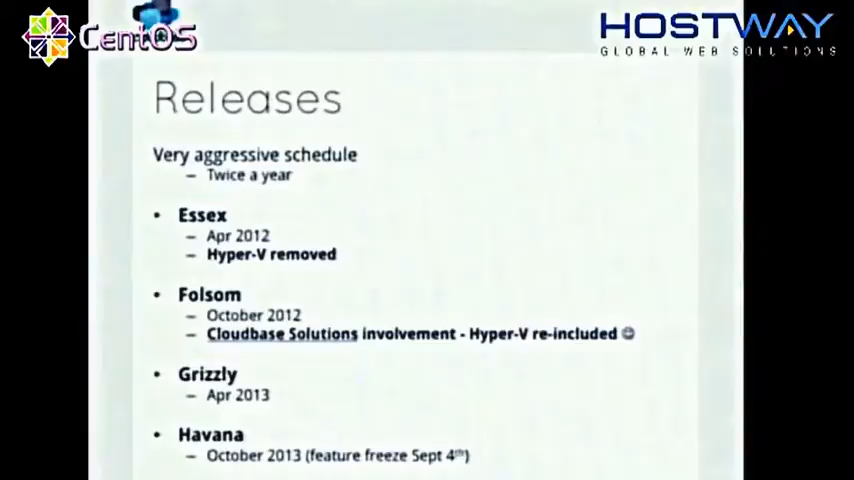 CentOS
HOSTWAY
GLOBAL WEB SOLUTIONS
Releases
Very aggressive schedule
– Twice a year
• Essex
– Apr 2012
– Hyper-V removed
• Folsom
– October 2012
– Cloudbase Solutions involvement - Hyper-V re-included ☺
• Grizzly
– Apr 2013
• Havana
– October 2013 (feature freeze Sept 4th)